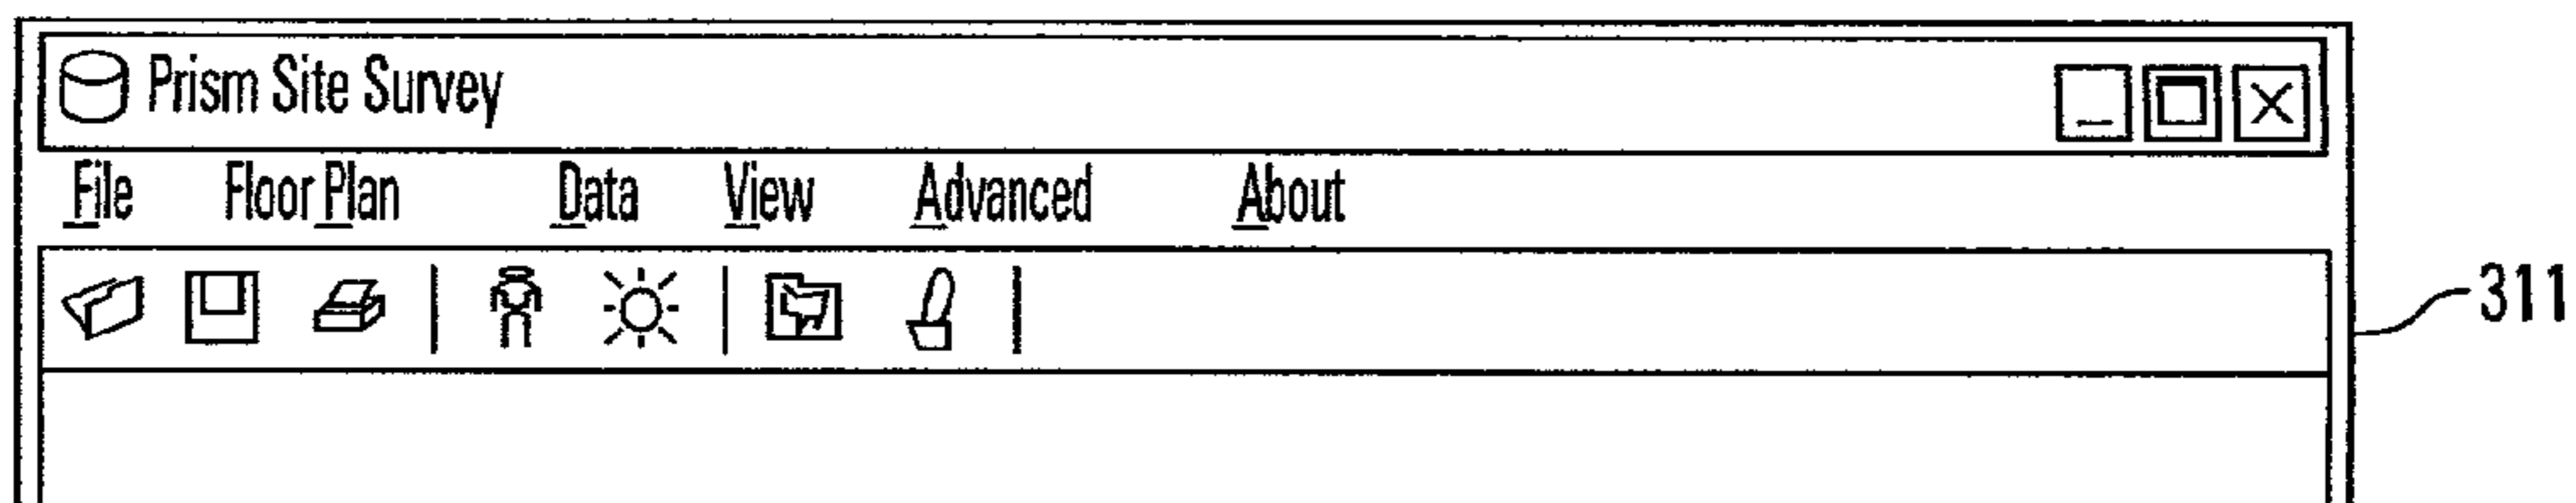 Prism Site Survey
File Floor Plan Data View Advanced About
311